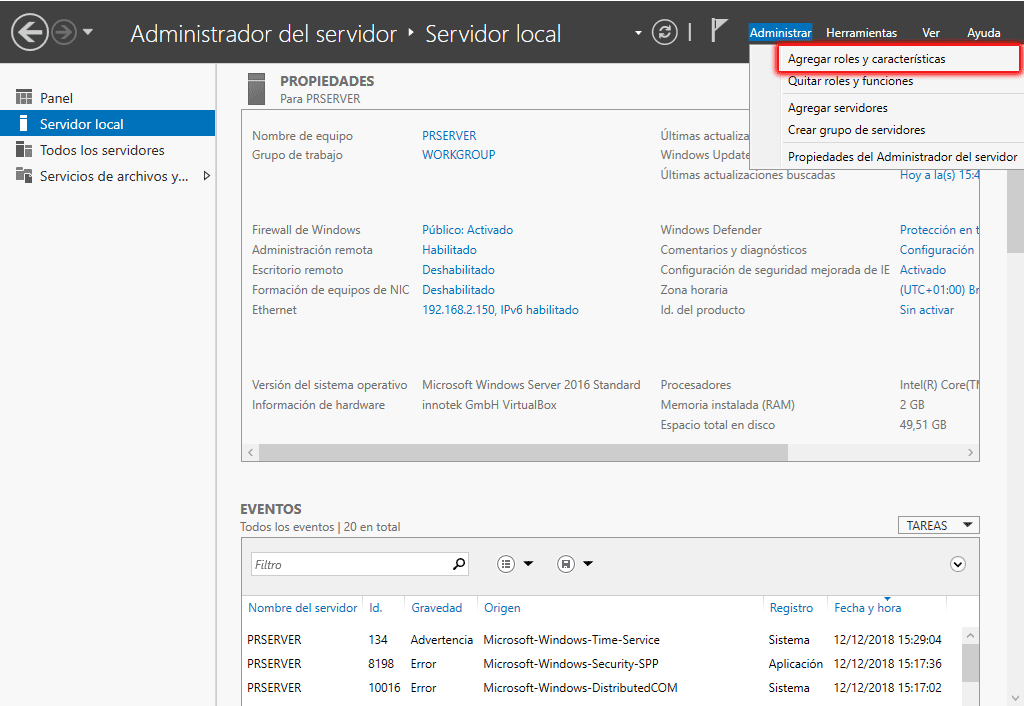 Administrador del servidor ‣ Servidor local
Administrar Herramientas Ver Ayuda
Agregar roles y características
Quitar roles y funciones
Agregar servidores
Crear grupo de servidores
Propiedades del Administrador del servidor
Panel
Servidor local
Todos los servidores
Servicios de archivos y...
PROPIEDADES
Para PRSERVER
Nombre de equipo PRSERVER Últimas actualiza
Grupo de trabajo WORKGROUP Windows Update
Últimas actualizaciones buscadas Hoy a la(s) 15:4
Firewall de Windows Público: Activado Windows Defender Protección en t
Administración remota Habilitado Comentarios y diagnósticos Configuración
Escritorio remoto Deshabilitado Configuración de seguridad mejorada de IE Activado
Formación de equipos de NIC Deshabilitado Zona horaria (UTC+01:00) Br
Ethernet 192.168.2.150, IPv6 habilitado Id. del producto Sin activar
Versión del sistema operativo Microsoft Windows Server 2016 Standard Procesadores Intel(R) Core(TM
Información de hardware innotek GmbH VirtualBox Memoria instalada (RAM) 2 GB
Espacio total en disco 49,51 GB
EVENTOS
Todos los eventos | 20 en total
TAREAS
Filtro
Nombre del servidor Id. Gravedad Origen Registro Fecha y hora
PRSERVER 134 Advertencia Microsoft-Windows-Time-Service Sistema 12/12/2018 15:29:04
PRSERVER 8198 Error Microsoft-Windows-Security-SPP Aplicación 12/12/2018 15:17:36
PRSERVER 10016 Error Microsoft-Windows-DistributedCOM Sistema 12/12/2018 15:17:02